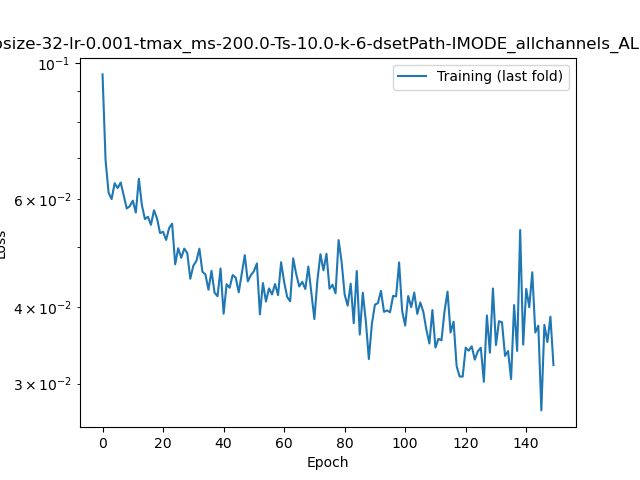 size-32-lr-0.001-tmax_ms-200.0-Ts-10.0-k-6-dsetPath-IMODE_allchannels_AL
Training (last fold)
10⁻¹
6 × 10⁻²
4 × 10⁻²
3 × 10⁻²
Loss
0 20 40 60 80 100 120 140
Epoch